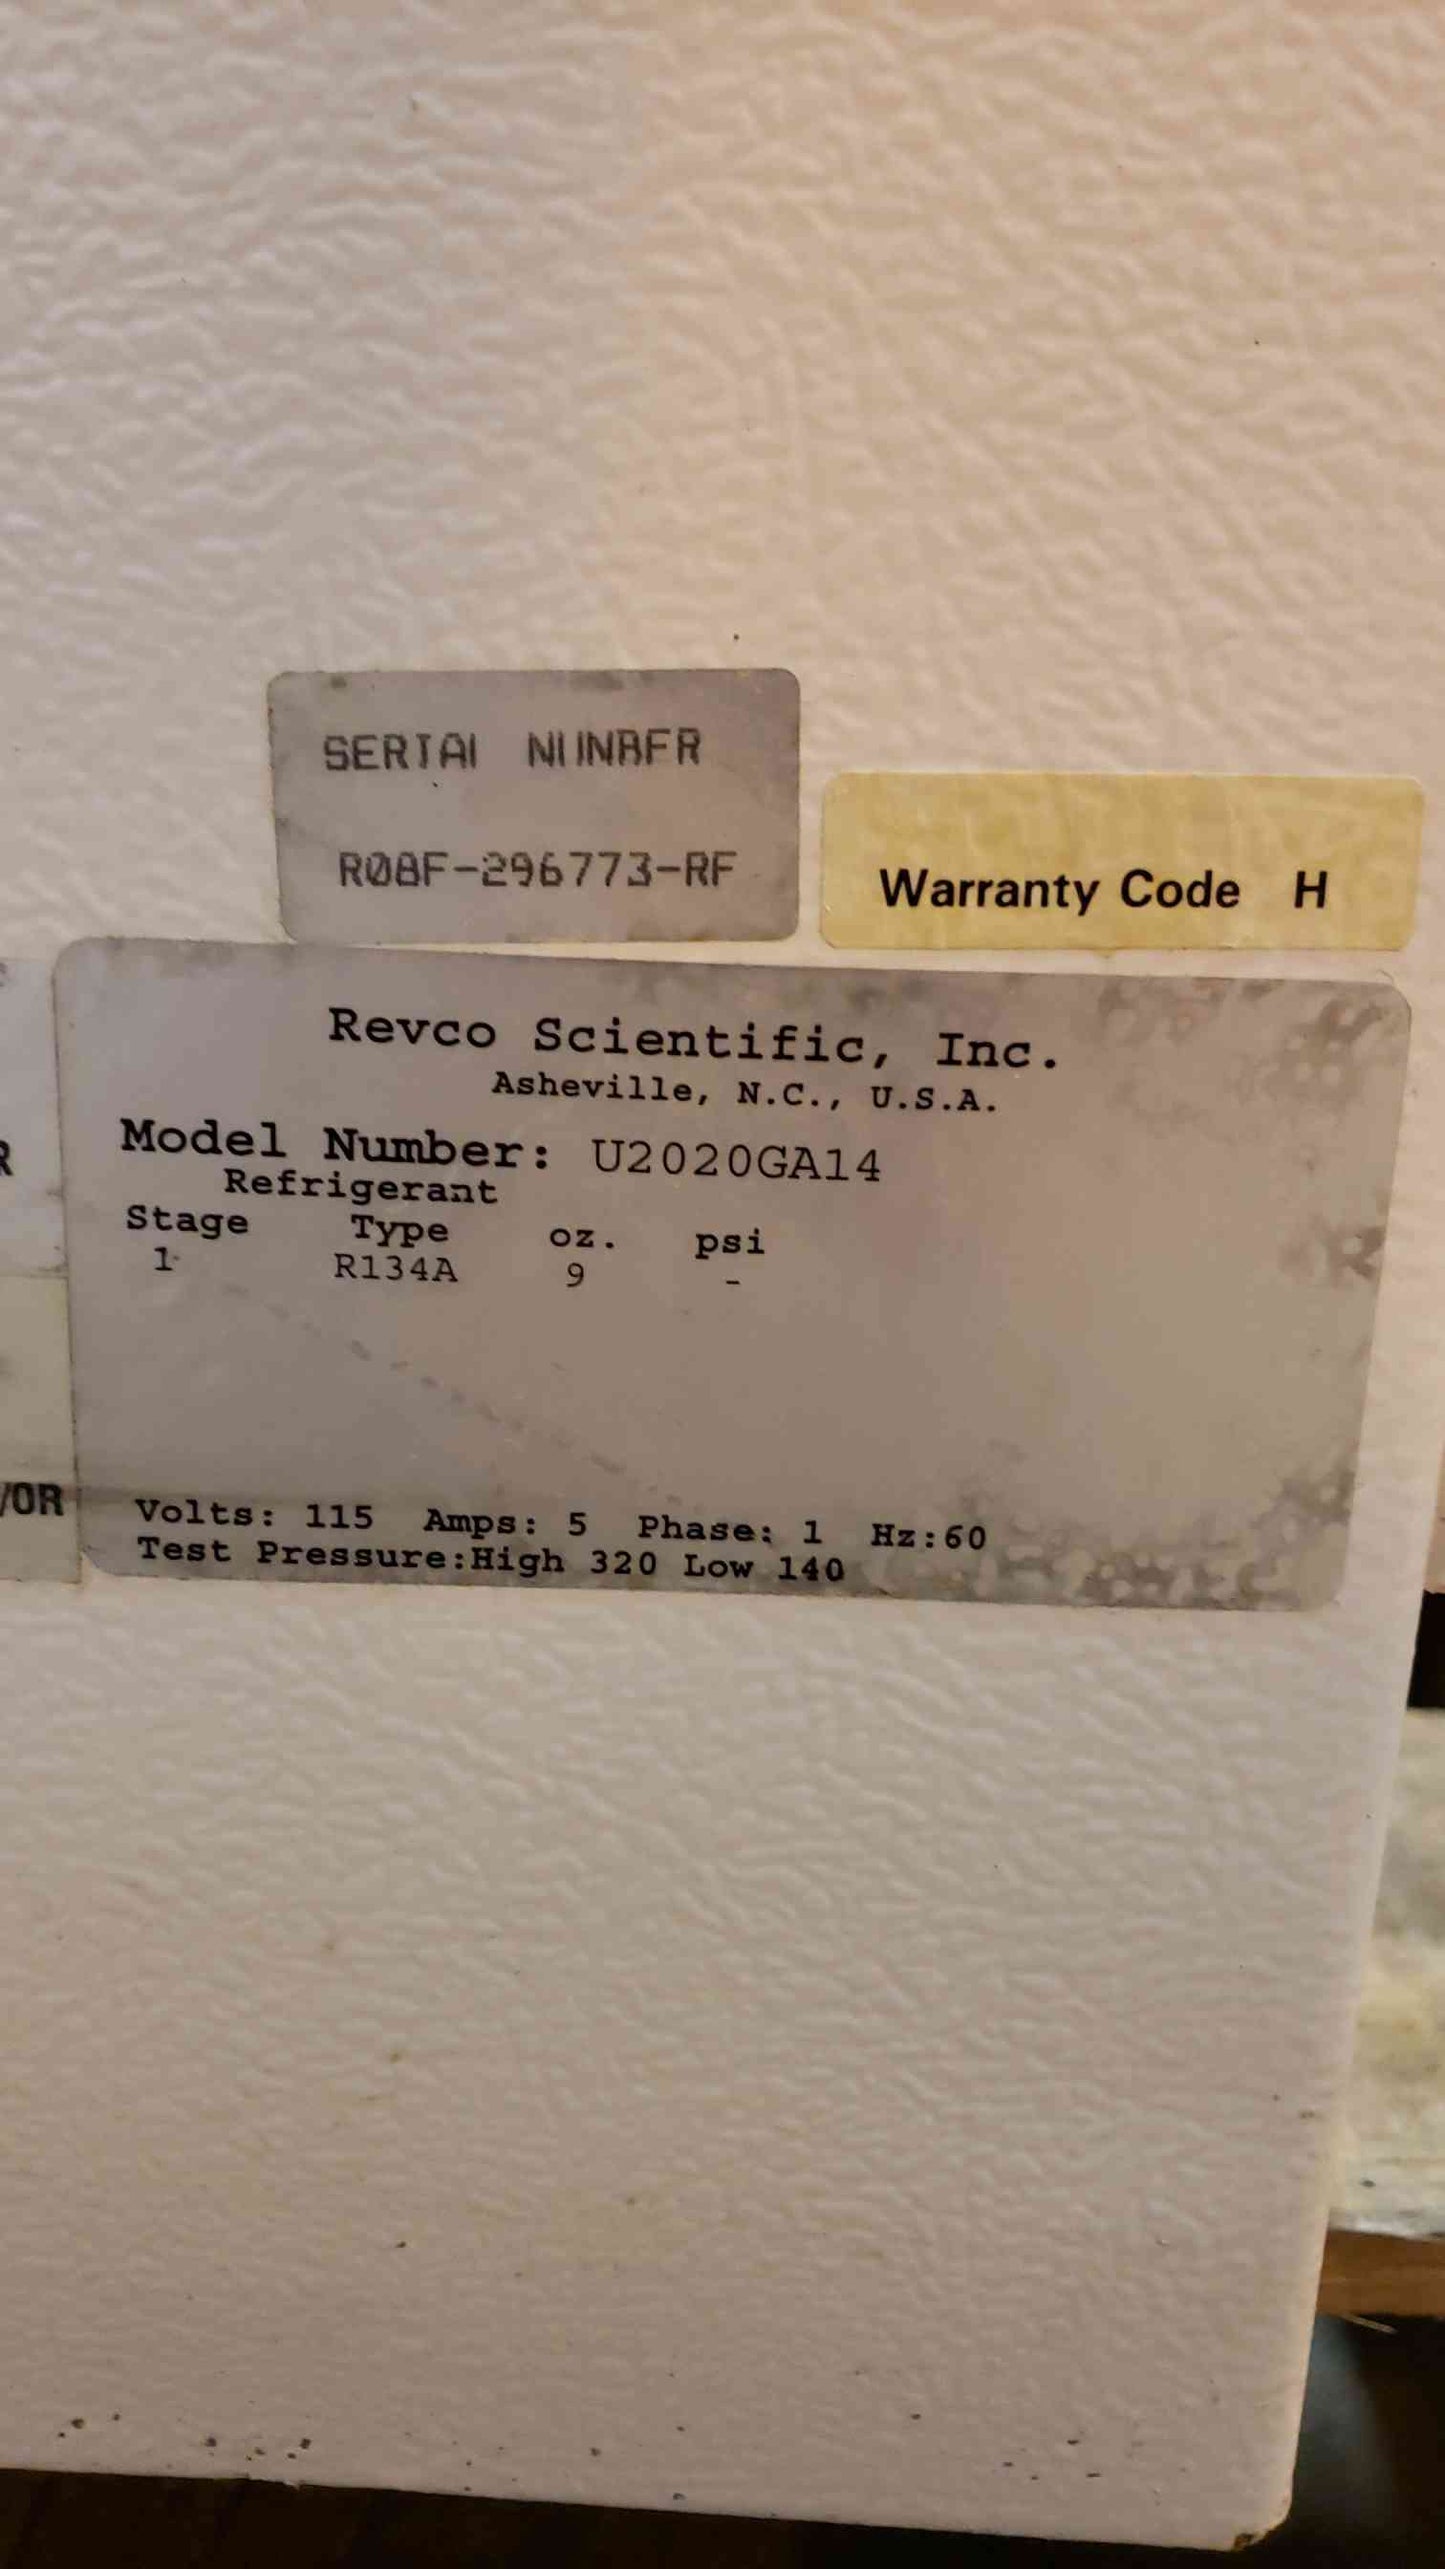 SERIAL NUMBER
R08F-296773-RF
Warranty Code H
Revco Scientific, Inc.
Asheville, N.C., U.S.A.
Model Number: U2020GA14
Refrigerant
Stage Type oz. psi
1 R134A 9 -
R
/OR
Volts: 115 Amps: 5 Phase: 1 Hz:60
Test Pressure:High 320 Low 140